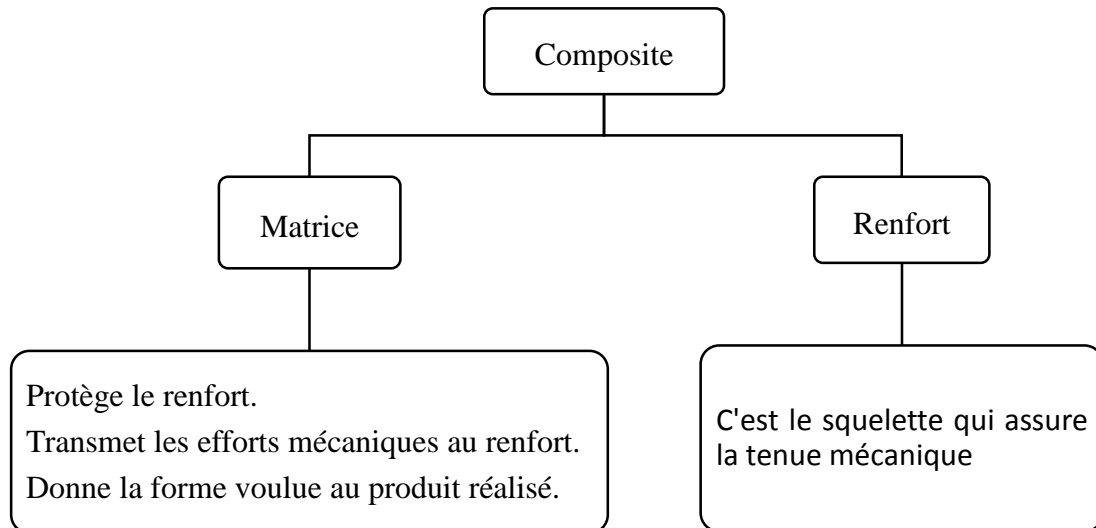 Composite
Matrice
Renfort
Protège le renfort.
Transmet les efforts mécaniques au renfort.
Donne la forme voulue au produit réalisé.
C'est le squelette qui assure
la tenue mécanique